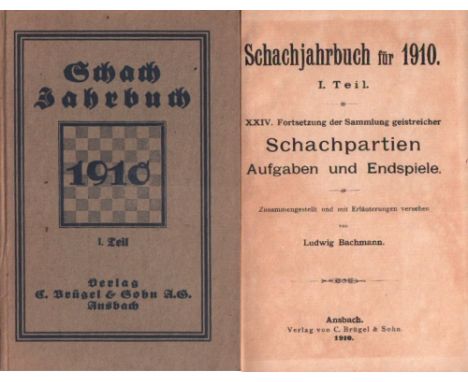 Schach
Jahrbuch
1910
I. Teil
Verlag
C. Brügel & Sohn A.G.
Ansbach
Schachjahrbuch für 1910.
I. Teil.
XXIV. Fortsetzung der Sammlung geistreicher
Schachpartien
Aufgaben und Endspiele.
Zusammengestellt und mit Erläuterungen versehen
von
Ludwig Bachmann.
Ansbach.
Verlag von C. Brügel & Sohn.
1910.